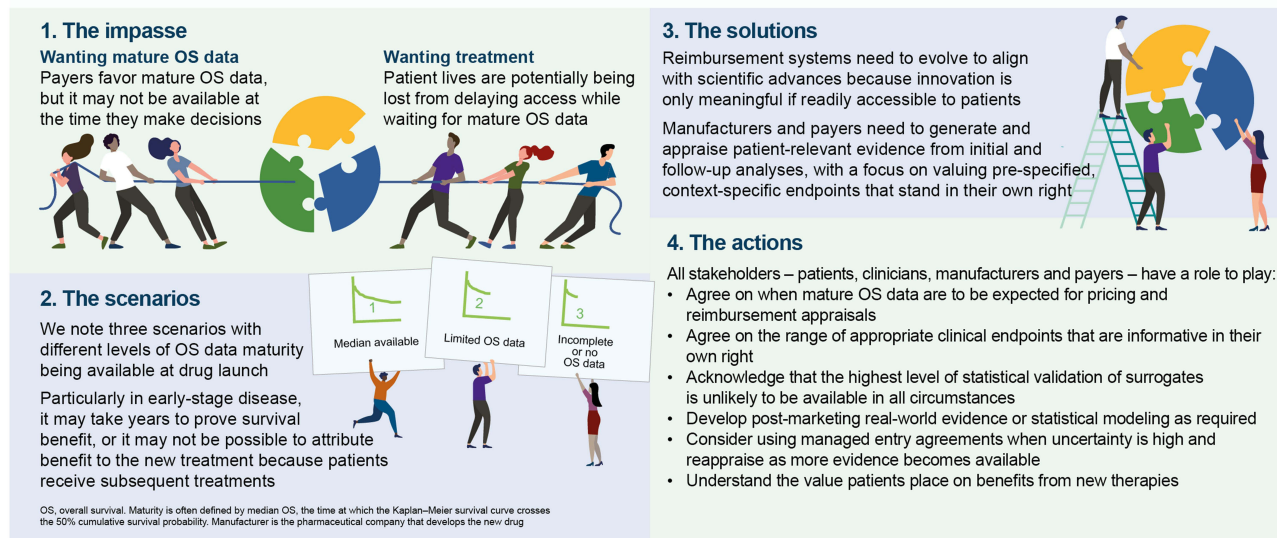 1. The impasse
Wanting mature OS data
Payers favor mature OS data,
but it may not be available at
the time they make decisions
Wanting treatment
Patient lives are potentially being
lost from delaying access while
waiting for mature OS data
2. The scenarios
We note three scenarios with
different levels of OS data maturity
being available at drug launch
Particularly in early-stage disease,
it may take years to prove survival
benefit, or it may not be possible to attribute
benefit to the new treatment because patients
receive subsequent treatments
1
Median available
2
Limited OS data
3
Incomplete
or no
OS data
OS, overall survival. Maturity is often defined by median OS, the time at which the Kaplan–Meier survival curve crosses
the 50% cumulative survival probability. Manufacturer is the pharmaceutical company that develops the new drug
3. The solutions
Reimbursement systems need to evolve to align
with scientific advances because innovation is
only meaningful if readily accessible to patients
Manufacturers and payers need to generate and
appraise patient-relevant evidence from initial and
follow-up analyses, with a focus on valuing pre-specified,
context-specific endpoints that stand in their own right
4. The actions
All stakeholders – patients, clinicians, manufacturers and payers – have a role to play:
• Agree on when mature OS data are to be expected for pricing and
reimbursement appraisals
• Agree on the range of appropriate clinical endpoints that are informative in their
own right
• Acknowledge that the highest level of statistical validation of surrogates
is unlikely to be available in all circumstances
• Develop post-marketing real-world evidence or statistical modeling as required
• Consider using managed entry agreements when uncertainty is high and
reappraise as more evidence becomes available
• Understand the value patients place on benefits from new therapies